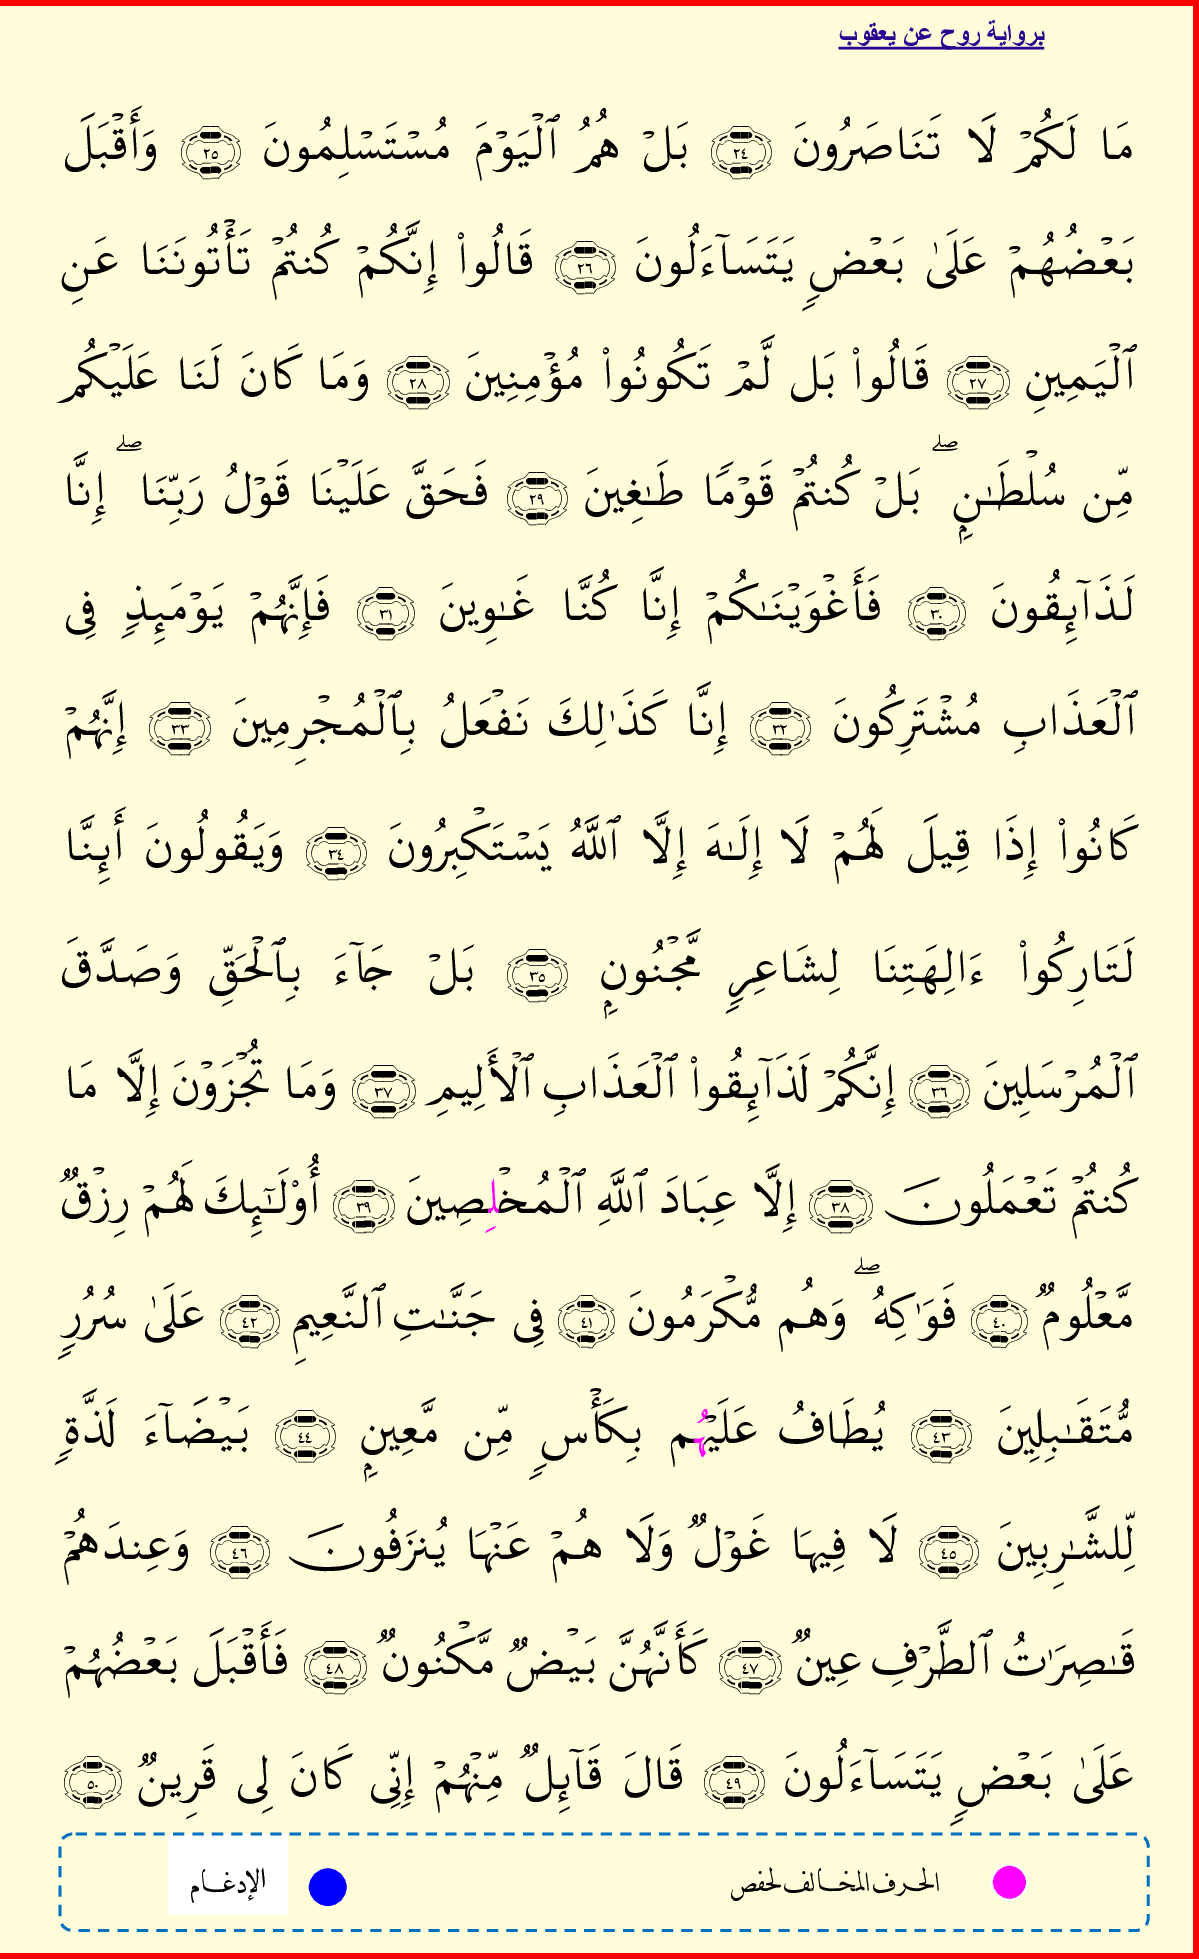 برواية روح عن يعقوب
مَا لَكُمۡ لَا تَنَاصَرُونَ ٢٤ بَلۡ هُمُ ٱلۡيَوۡمَ مُسۡتَسۡلِمُونَ ٢٥ وَأَقۡبَلَ
بَعۡضُهُمۡ عَلَىٰ بَعۡضٖ يَتَسَآءَلُونَ ٢٦ قَالُواْ إِنَّكُمۡ كُنتُمۡ تَأۡتُونَنَا عَنِ
ٱلۡيَمِينِ ٢٧ قَالُواْ بَل لَّمۡ تَكُونُواْ مُؤۡمِنِينَ ٢٨ وَمَا كَانَ لَنَا عَلَيۡكُم
مِّن سُلۡطَٰنِۭۖ بَلۡ كُنتُمۡ قَوۡمٗا طَٰغِينَ ٢٩ فَحَقَّ عَلَيۡنَا قَوۡلُ رَبِّنَاۖ إِنَّا
لَذَآئِقُونَ ٣٠ فَأَغۡوَيۡنَٰكُمۡ إِنَّا كُنَّا غَٰوِينَ ٣١ فَإِنَّهُمۡ يَوۡمَئِذٖ فِي
ٱلۡعَذَابِ مُشۡتَرِكُونَ ٣٢ إِنَّا كَذَٰلِكَ نَفۡعَلُ بِٱلۡمُجۡرِمِينَ ٣٣ إِنَّهُمۡ
كَانُواْ إِذَا قِيلَ لَهُمۡ لَا إِلَٰهَ إِلَّا ٱللَّهُ يَسۡتَكۡبِرُونَ ٣٤ وَيَقُولُونَ أَئِنَّا
لَتَارِكُواْ ءَالِهَتِنَا لِشَاعِرٖ مَّجۡنُونِۭ ٣٥ بَلۡ جَآءَ بِٱلۡحَقِّ وَصَدَّقَ
ٱلۡمُرۡسَلِينَ ٣٦ إِنَّكُمۡ لَذَآئِقُواْ ٱلۡعَذَابِ ٱلۡأَلِيمِ ٣٧ وَمَا تُجۡزَوۡنَ إِلَّا مَا
كُنتُمۡ تَعۡمَلُونَ ٣٨ إِلَّا عِبَادَ ٱللَّهِ ٱلۡمُخۡلِصِينَ ٣٩ أُوْلَٰٓئِكَ لَهُمۡ رِزۡقٞ
مَّعۡلُومٞ ٤٠ فَوَٰكِهُۖ وَهُم مُّكۡرَمُونَ ٤١ فِي جَنَّٰتِ ٱلنَّعِيمِ ٤٢ عَلَىٰ سُرُرٖ
مُّتَقَٰبِلِينَ ٤٣ يُطَافُ عَلَيۡهُم بِكَأۡسٖ مِّن مَّعِينِۭ ٤٤ بَيۡضَآءَ لَذَّةٖ
لِّلشَّٰرِبِينَ ٤٥ لَا فِيهَا غَوۡلٞ وَلَا هُمۡ عَنۡهَا يُنزَفُونَ ٤٦ وَعِندَهُمۡ
قَٰصِرَٰتُ ٱلطَّرۡفِ عِينٞ ٤٧ كَأَنَّهُنَّ بَيۡضٞ مَّكۡنُونٞ ٤٨ فَأَقۡبَلَ بَعۡضُهُمۡ
عَلَىٰ بَعۡضٖ يَتَسَآءَلُونَ ٤٩ قَالَ قَآئِلٞ مِّنۡهُمۡ إِنِّي كَانَ لِي قَرِينٞ ٥٠
الحرف المخالف لحفص الإدغام